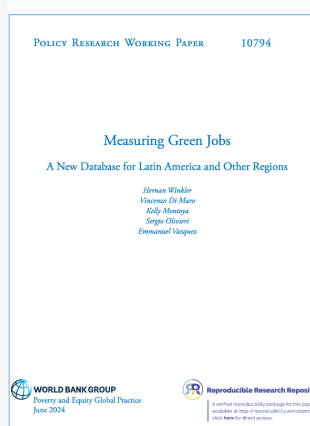 Policy Research Working Paper 10794
Measuring Green Jobs
A New Database for Latin America and Other Regions
Hernan Winkler
Vincenzo Di Maro
Kelly Montoya
Sergio Olivieri
Emmanuel Vazquez
WORLD BANK GROUP
Poverty and Equity Global Practice
June 2024
Reproducible Research Reposit
A verified reproducibility package for this pap
available at https://reproducibility.worldbank
click here for direct access.